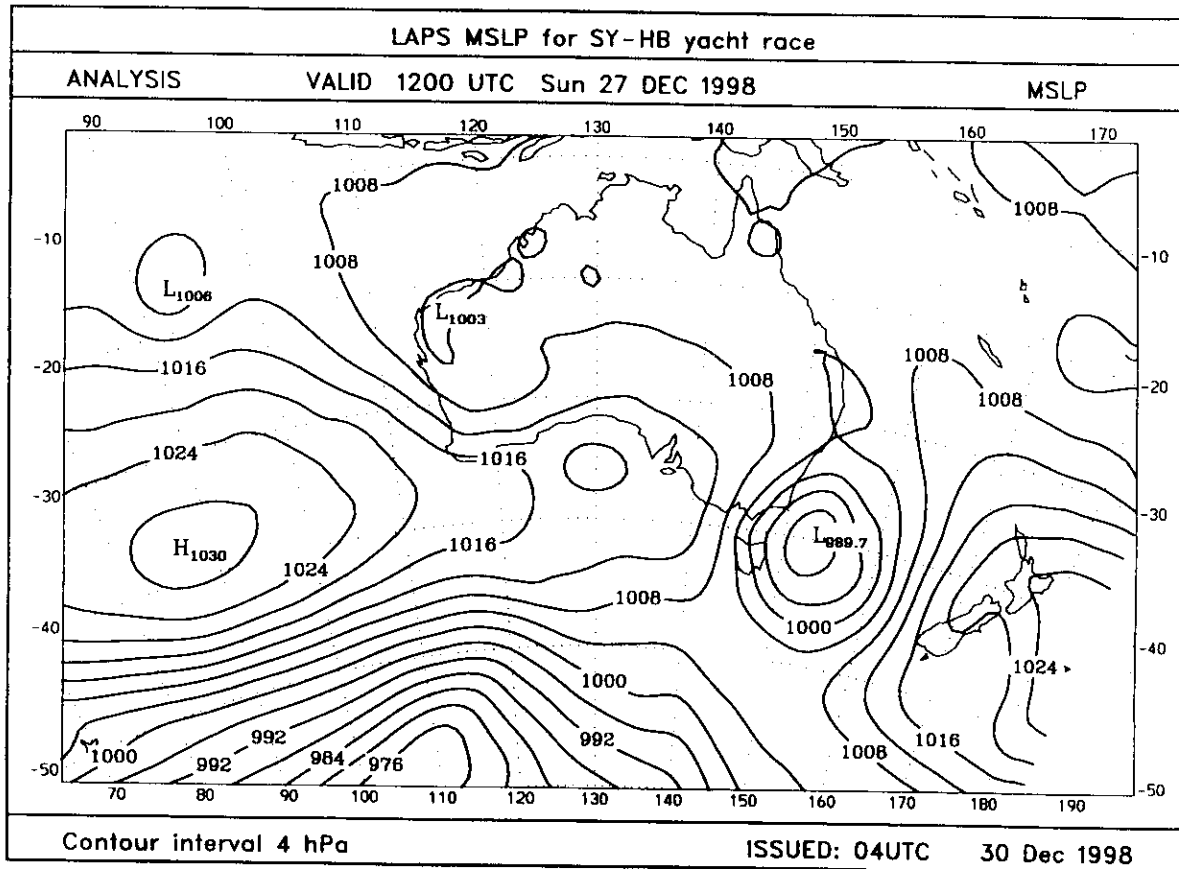 LAPS MSLP for SY-HB yacht race
ANALYSIS VALID 1200 UTC Sun 27 DEC 1998 MSLP
90 100 110 120 130 140 150 160 170
1008
1008
-10 -10
1008
L1006
L1003
1016 1008 1008
-20 -20
1008
1024 1016
-30 -30
H1030 1016 L989.7
1024
1008
1000
-40 -40
1024
1000
1000 992 992 1008 1016
984
992 976
-50 -50
70 80 90 100 110 120 130 140 150 160 170 180 190
Contour interval 4 hPa ISSUED: 04UTC 30 Dec 1998